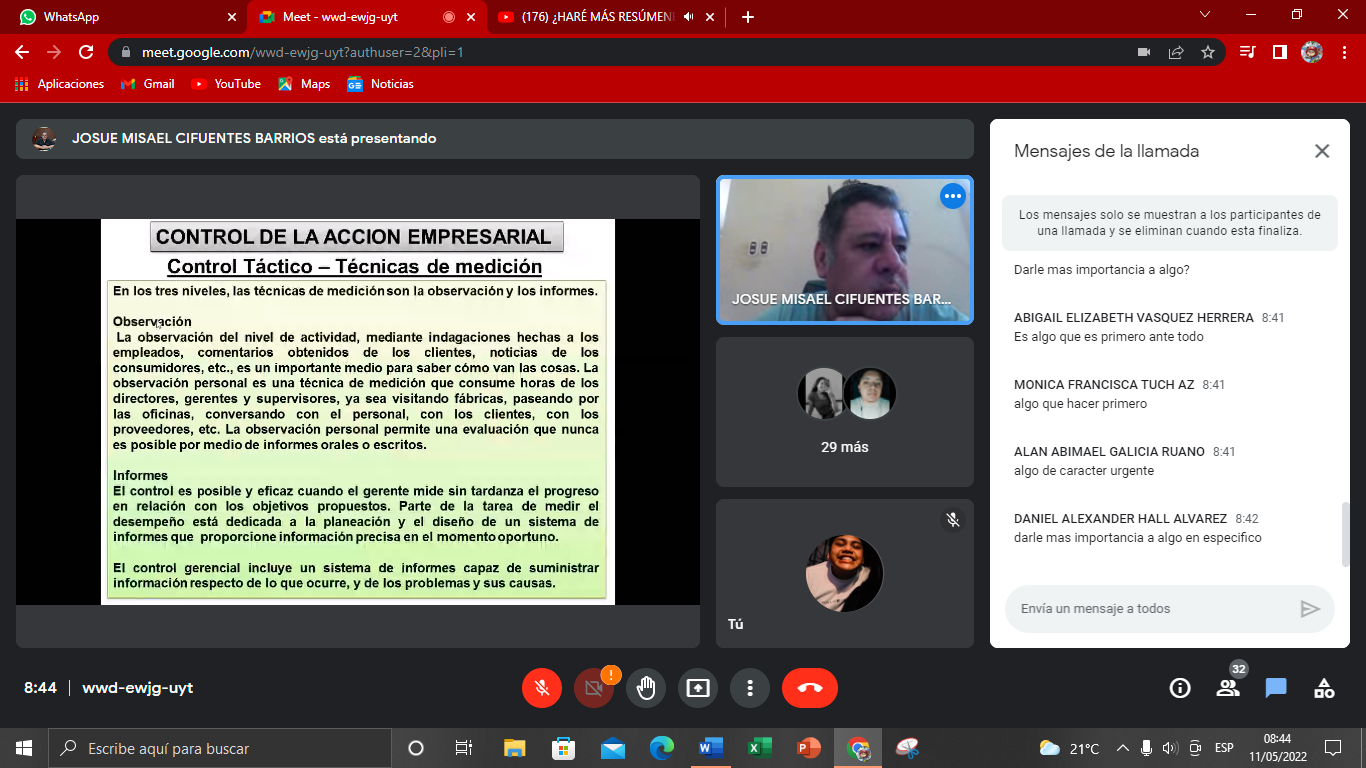 WhatsApp
Meet - wwd-ewjg-uyt
(176) ¿HARÉ MÁS RESÚMEN
meet.google.com/wwd-ewjg-uyt?authuser=2&pli=1
Aplicaciones
Gmail
YouTube
Maps
Noticias
JOSUE MISAEL CIFUENTES BARRIOS está presentando
CONTROL DE LA ACCION EMPRESARIAL
Control Táctico – Técnicas de medición
En los tres niveles, las técnicas de medición son la observación y los informes.
Observación
La observación del nivel de actividad, mediante indagaciones hechas a los
empleados, comentarios obtenidos de los clientes, noticias de los
consumidores, etc., es un importante medio para saber cómo van las cosas. La
observación personal es una técnica de medición que consume horas de los
directores, gerentes y supervisores, ya sea visitando fábricas, paseando por
las oficinas, conversando con el personal, con los clientes, con los
proveedores, etc. La observación personal permite una evaluación que nunca
es posible por medio de informes orales o escritos.
Informes
El control es posible y eficaz cuando el gerente mide sin tardanza el progreso
en relación con los objetivos propuestos. Parte de la tarea de medir el
desempeño está dedicada a la planeación y el diseño de un sistema de
informes que proporcione información precisa en el momento oportuno.
El control gerencial incluye un sistema de informes capaz de suministrar
información respecto de lo que ocurre, y de los problemas y sus causas.
JOSUE MISAEL CIFUENTES BAR...
29 más
Tú
Mensajes de la llamada
Los mensajes solo se muestran a los participantes de
una llamada y se eliminan cuando esta finaliza.
Darle mas importancia a algo?
ABIGAIL ELIZABETH VASQUEZ HERRERA 8:41
Es algo que es primero ante todo
MONICA FRANCISCA TUCH AZ 8:41
algo que hacer primero
ALAN ABIMAEL GALICIA RUANO 8:41
algo de caracter urgente
DANIEL ALEXANDER HALL ALVAREZ 8:42
darle mas importancia a algo en especifico
Envía un mensaje a todos
8:44 | wwd-ewjg-uyt
32
Escribe aquí para buscar
21°C
ESP
08:44
11/05/2022